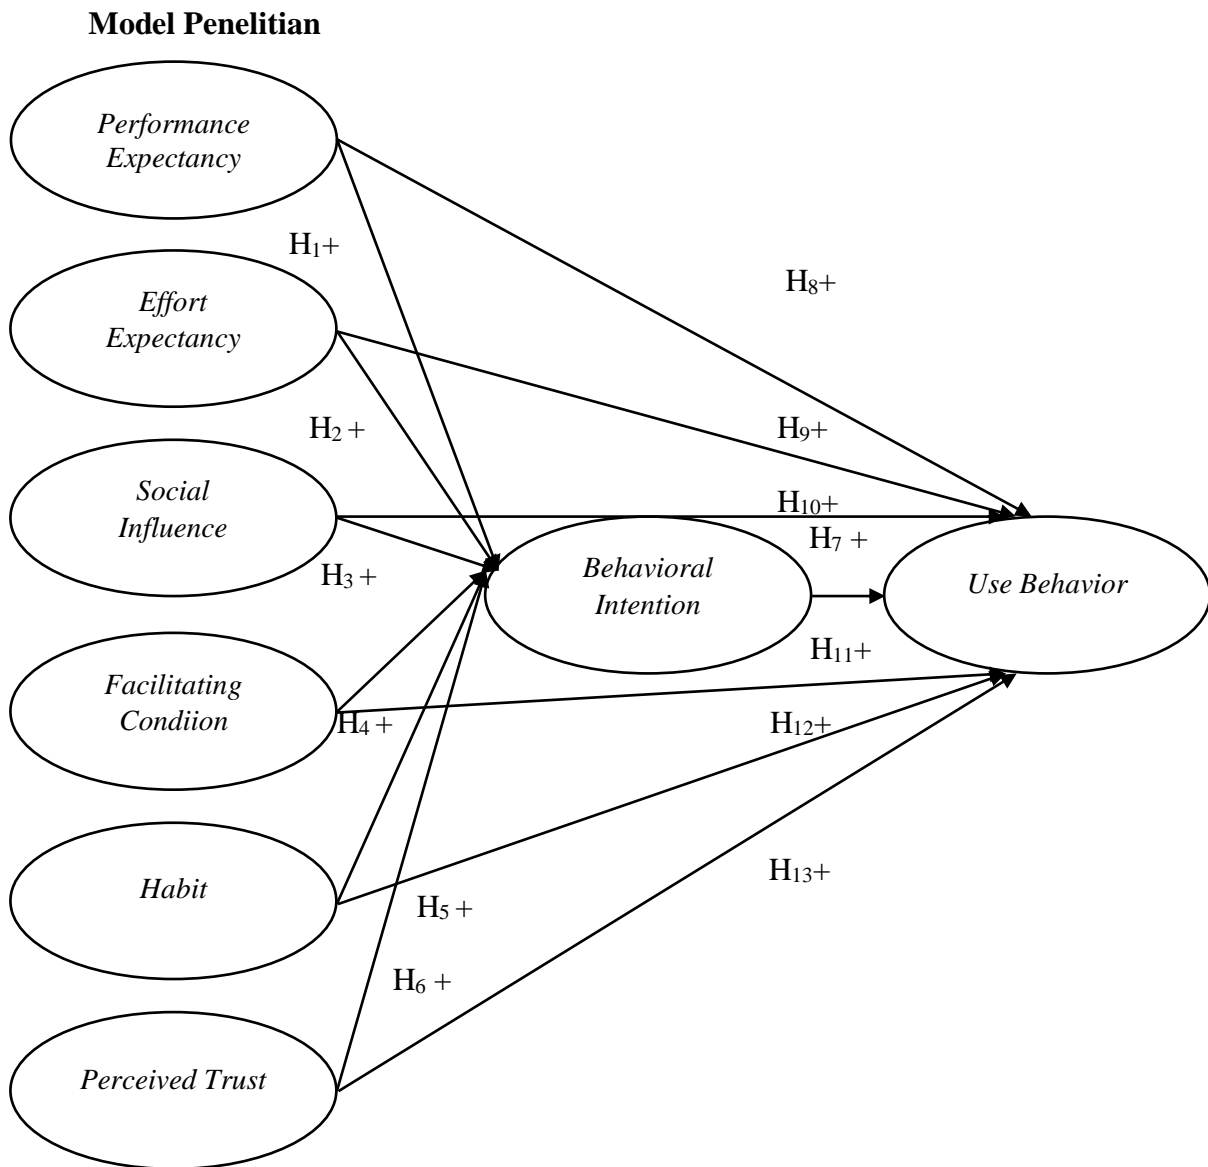 Model Penelitian
Performance
Expectancy
H₁+
H₈+
Effort
Expectancy
H₂ +
H₉+
Social
Influence
H₁₀+
H₇ +
H₃ +
Behavioral
Intention
Use Behavior
H₁₁+
Facilitating
Condiion
H₄ +
H₁₂+
Habit
H₅ +
H₁₃+
H₆ +
Perceived Trust